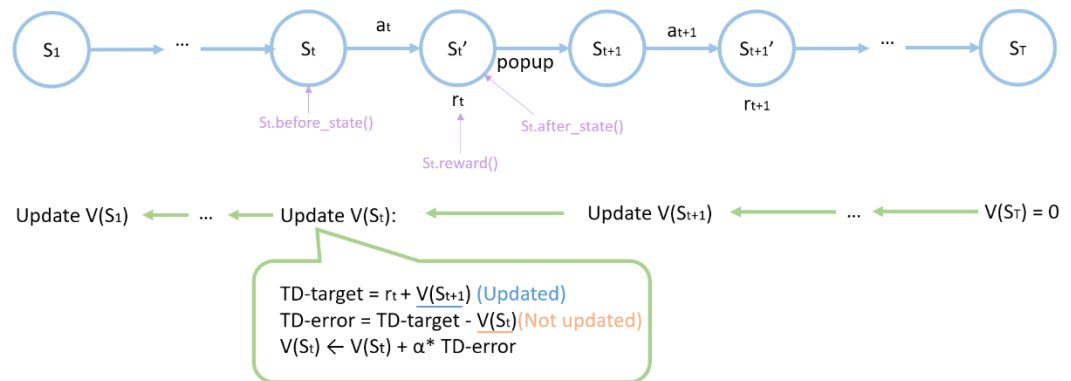 aₜ
aₜ₊₁
S₁ ... Sₜ Sₜ’ Sₜ₊₁ Sₜ₊₁’ ... S_T
popup
rₜ rₜ₊₁
Sₜ.before_state() Sₜ.after_state()
Sₜ.reward()
Update V(S₁) ... Update V(Sₜ): Update V(Sₜ₊₁) ... V(S_T) = 0
TD-target = rₜ + V(Sₜ₊₁) (Updated)
TD-error = TD-target - V(Sₜ)(Not updated)
V(Sₜ) ← V(Sₜ) + α* TD-error